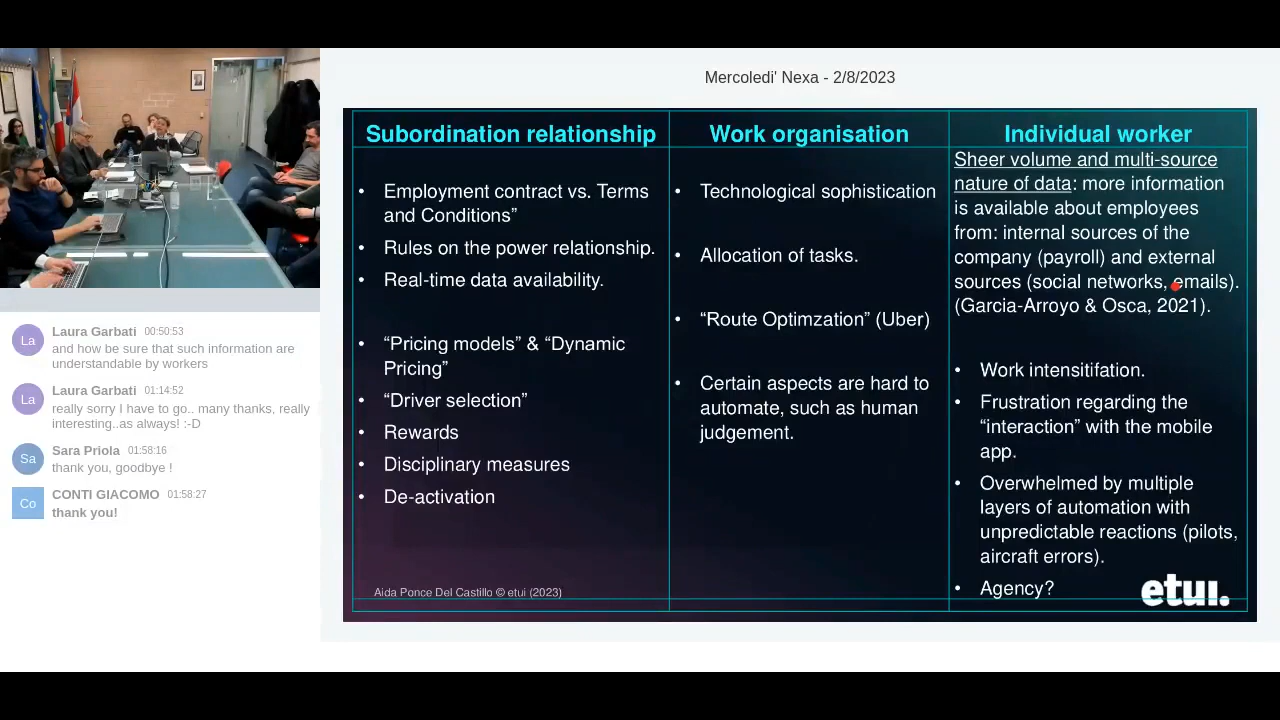 Mercoledi' Nexa - 2/8/2023
Subordination relationship
• Employment contract vs. Terms
and Conditions”
• Rules on the power relationship.
• Real-time data availability.
• “Pricing models” & “Dynamic
Pricing”
• “Driver selection”
• Rewards
• Disciplinary measures
• De-activation
Aida Ponce Del Castillo © etui (2023)
Work organisation
• Technological sophistication
• Allocation of tasks.
• “Route Optimzation” (Uber)
• Certain aspects are hard to
automate, such as human
judgement.
Individual worker
Sheer volume and multi-source
nature of data: more information
is available about employees
from: internal sources of the
company (payroll) and external
sources (social networks, emails).
(Garcia-Arroyo & Osca, 2021).
• Work intensitifation.
• Frustration regarding the
“interaction” with the mobile
app.
• Overwhelmed by multiple
layers of automation with
unpredictable reactions (pilots,
aircraft errors).
• Agency?
etui.
La
Laura Garbati 00:50:53
and how be sure that such information are
understandable by workers
La
Laura Garbati 01:14:52
really sorry I have to go.. many thanks, really
interesting..as always! :-D
Sa
Sara Priola 01:58:16
thank you, goodbye !
Co
CONTI GIACOMO 01:58:27
thank you!